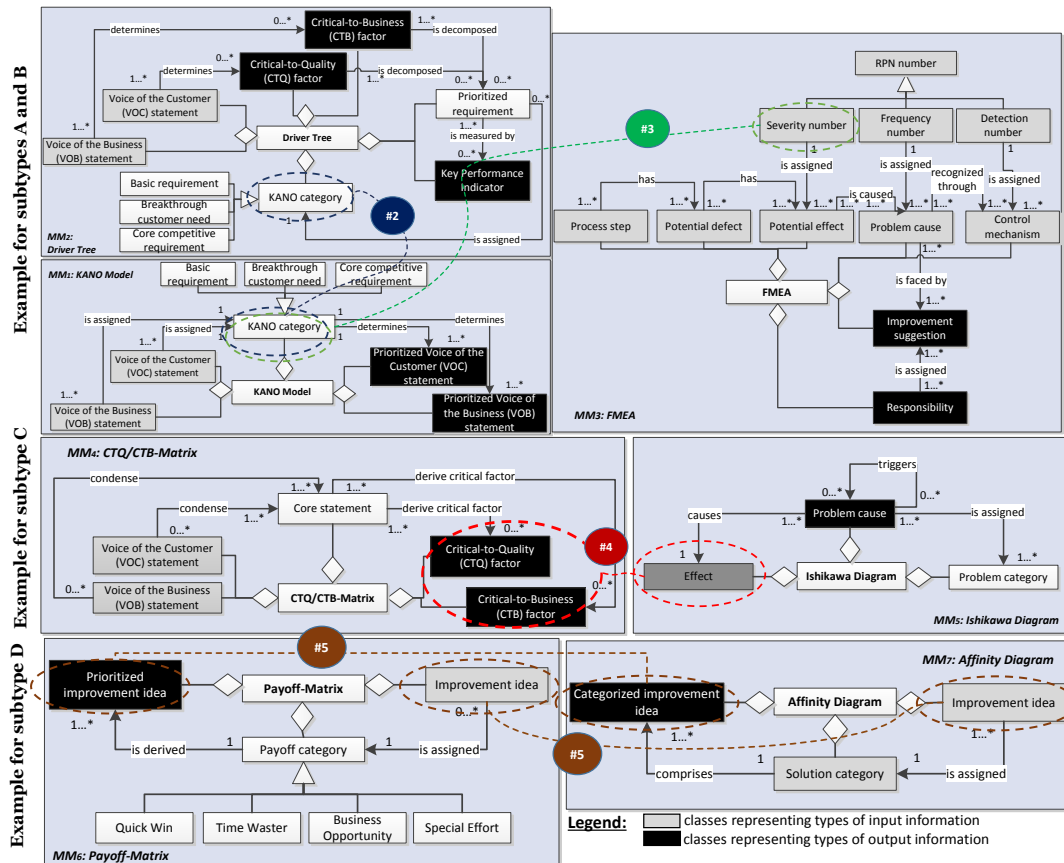 Example for subtypes A and B
Critical-to-Business
(CTB) factor
determines
0…*
1…*
is decomposed
0…*
Critical-to-Quality
(CTQ) factor
determines
is decomposed
1…*
0…*
0…*
1…*
1…*
Voice of the Customer
(VOC) statement
Prioritized
requirement
0…*
1…*
Voice of the Business
(VOB) statement
Driver Tree
1…*
is measured by
0…*
Key Performance
Indicator
Basic requirement
Breakthrough
customer need
Core competitive
requirement
KANO category
1
#2
is assigned
MM₂:
Driver Tree
MM₁: KANO Model
Basic
requirement
Breakthrough
customer need
Core competitive
requirement
is assigned
is assigned
1
1
1
1
KANO category
determines
determines
1…*
1…*
1…*
1…*
Voice of the Customer
(VOC) statement
Prioritized Voice of the
Customer (VOC)
statement
KANO Model
Voice of the Business
(VOB) statement
Prioritized Voice of
the Business (VOB)
statement
#3
RPN number
Severity number
Frequency
number
Detection
number
1
1
1
is assigned
is assigned
is assigned
has
has
is caused
recognized
through
1…*
1…*
1…*
1…*
1…*
1…*
1…*
1…*
1…*
1…*
Process step
Potential defect
Potential effect
Problem cause
Control
mechanism
FMEA
1…*
is faced by
1…*
Improvement
suggestion
1…*
is assigned
1…*
Responsibility
MM3: FMEA
Example for subtype C
MM₄: CTQ/CTB-Matrix
condense
derive critical factor
1…*
1…*
condense
Core statement
derive critical factor
0…*
1…*
1…*
0…*
Voice of the Customer
(VOC) statement
Critical-to-Quality
(CTQ) factor
#4
0…*
Voice of the Business
(VOB) statement
CTQ/CTB-Matrix
0…*
Critical-to-Business
(CTB) factor
triggers
0…*
0…*
Problem cause
causes
1…*
1…*
is assigned
1
1…*
Effect
Ishikawa Diagram
Problem category
MM₅: Ishikawa Diagram
Example for subtype D
#5
Prioritized
improvement idea
Payoff-Matrix
Improvement idea
1…*
0…*
is derived
1
Payoff category
1
is assigned
Quick Win
Time Waster
Business
Opportunity
Special Effort
MM₆: Payoff-Matrix
#5
MM₇: Affinity Diagram
Categorized improvement
idea
Affinity Diagram
Improvement idea
1…*
1…*
comprises
1
Solution category
1
is assigned
Legend:
classes representing types of input information
classes representing types of output information